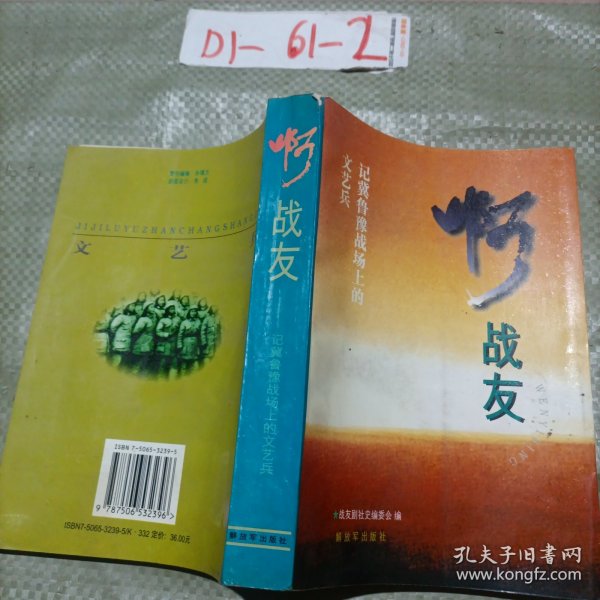 D1-61-2
JIJILUYUZHANCHANGSHANG
文艺
ISBN 7-5065-3239-5
9 787506 532396
ISBN7-5065-3239-5/K·332 定价: 36.00元
啊
战友
记冀鲁豫战场上的文艺兵
解放军出版社
记冀鲁豫战场上的
文艺兵
啊
战友
★战友剧社史编委会 编
解放军出版社
孔夫子旧书网
www.kongfz.com